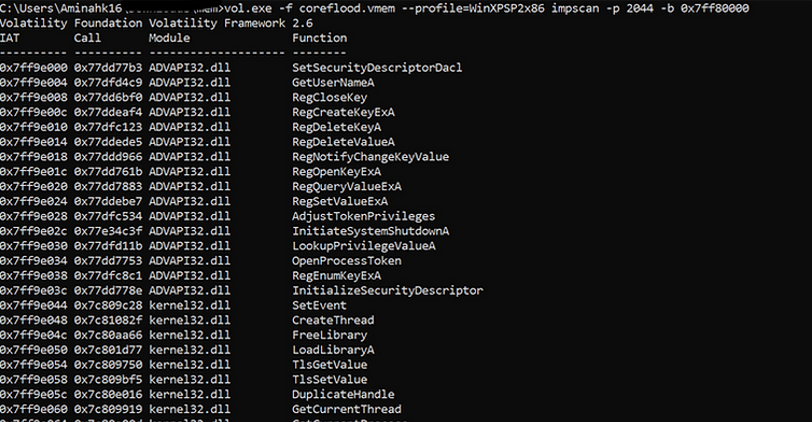 C:\Users\Aminahk16\ \mem>vol.exe -f coreflood.vmem --profile=WinXPSP2x86 impscan -p 2044 -b 0x7ff80000
Volatility Foundation Volatility Framework 2.6
IAT Call Module Function
---------- ---------- -------------------- --------
0x7ff9e000 0x77dd77b3 ADVAPI32.dll SetSecurityDescriptorDacl
0x7ff9e004 0x77dfd4c9 ADVAPI32.dll GetUserNameA
0x7ff9e008 0x77dd6bf0 ADVAPI32.dll RegCloseKey
0x7ff9e00c 0x77ddeaf4 ADVAPI32.dll RegCreateKeyExA
0x7ff9e010 0x77dfc123 ADVAPI32.dll RegDeleteKeyA
0x7ff9e014 0x77ddede5 ADVAPI32.dll RegDeleteValueA
0x7ff9e018 0x77ddd966 ADVAPI32.dll RegNotifyChangeKeyValue
0x7ff9e01c 0x77dd761b ADVAPI32.dll RegOpenKeyExA
0x7ff9e020 0x77dd7883 ADVAPI32.dll RegQueryValueExA
0x7ff9e024 0x77ddebe7 ADVAPI32.dll RegSetValueExA
0x7ff9e028 0x77dfc534 ADVAPI32.dll AdjustTokenPrivileges
0x7ff9e02c 0x77e34c3f ADVAPI32.dll InitiateSystemShutdownA
0x7ff9e030 0x77dfd11b ADVAPI32.dll LookupPrivilegeValueA
0x7ff9e034 0x77dd7753 ADVAPI32.dll OpenProcessToken
0x7ff9e038 0x77dfc8c1 ADVAPI32.dll RegEnumKeyExA
0x7ff9e03c 0x77dd778e ADVAPI32.dll InitializeSecurityDescriptor
0x7ff9e044 0x7c809c28 kernel32.dll SetEvent
0x7ff9e048 0x7c81082f kernel32.dll CreateThread
0x7ff9e04c 0x7c80aa66 kernel32.dll FreeLibrary
0x7ff9e050 0x7c801d77 kernel32.dll LoadLibraryA
0x7ff9e054 0x7c809750 kernel32.dll TlsGetValue
0x7ff9e058 0x7c809bf5 kernel32.dll TlsSetValue
0x7ff9e05c 0x7c80e016 kernel32.dll DuplicateHandle
0x7ff9e060 0x7c809919 kernel32.dll GetCurrentThread